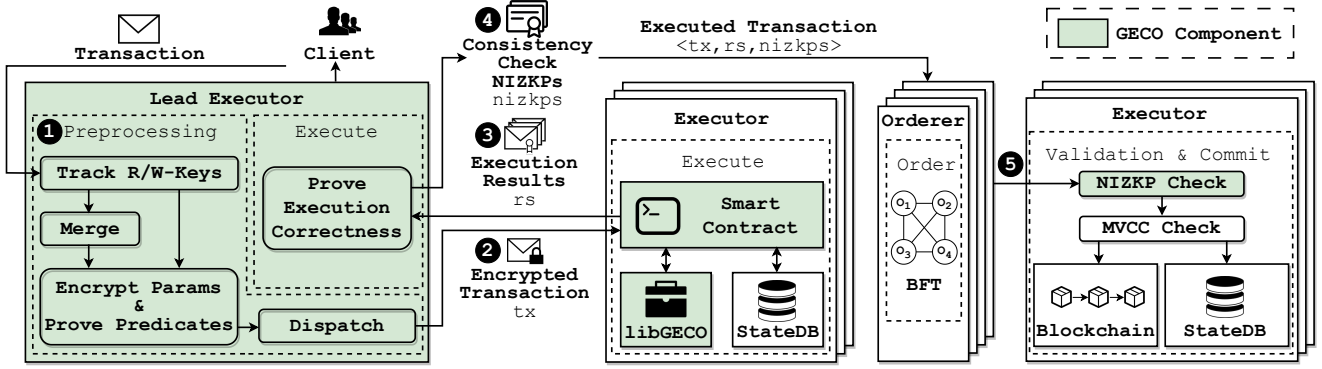 Transaction
Client
Lead Executor
1
Preprocessing
Track R/W-Keys
Merge
Encrypt Params
&
Prove Predicates
Dispatch
Execute
Prove
Execution
Correctness
4
Consistency
Check
NIZKPs
nizkps
3
Execution
Results
rs
2
Encrypted
Transaction
tx
Executed Transaction
<tx,rs,nizkps>
Executor
Execute
Smart
Contract
libGECO
StateDB
Orderer
Order
O1
O2
O3
O4
BFT
GECO Component
Executor
5
Validation & Commit
NIZKP Check
MVCC Check
Blockchain
StateDB